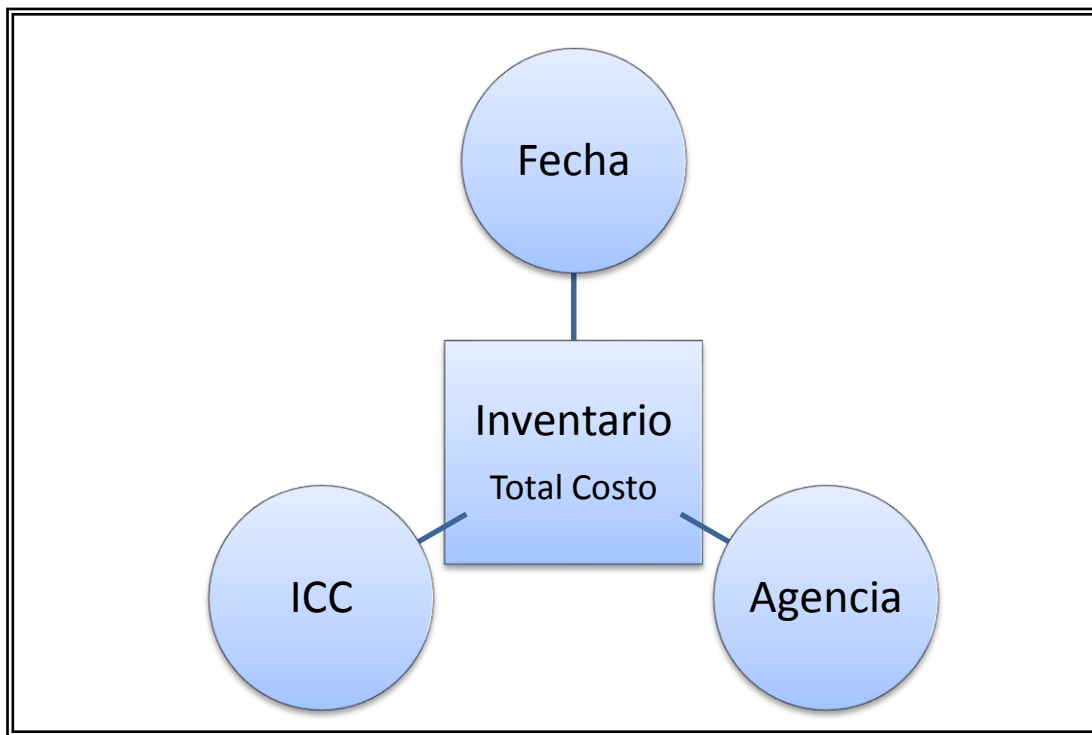 Fecha
Inventario
Total Costo
ICC
Agencia